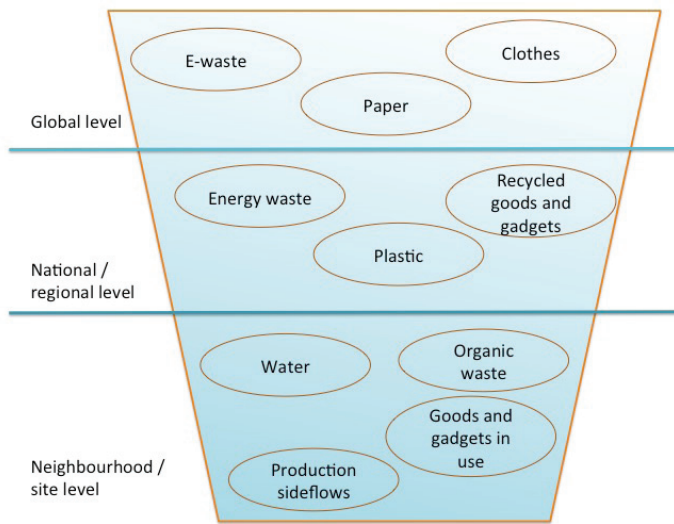 E-waste
Clothes
Paper
Global level
Energy waste
Recycled
goods and
gadgets
Plastic
National /
regional level
Water
Organic
waste
Goods and
gadgets in
use
Production
sideflows
Neighbourhood /
site level